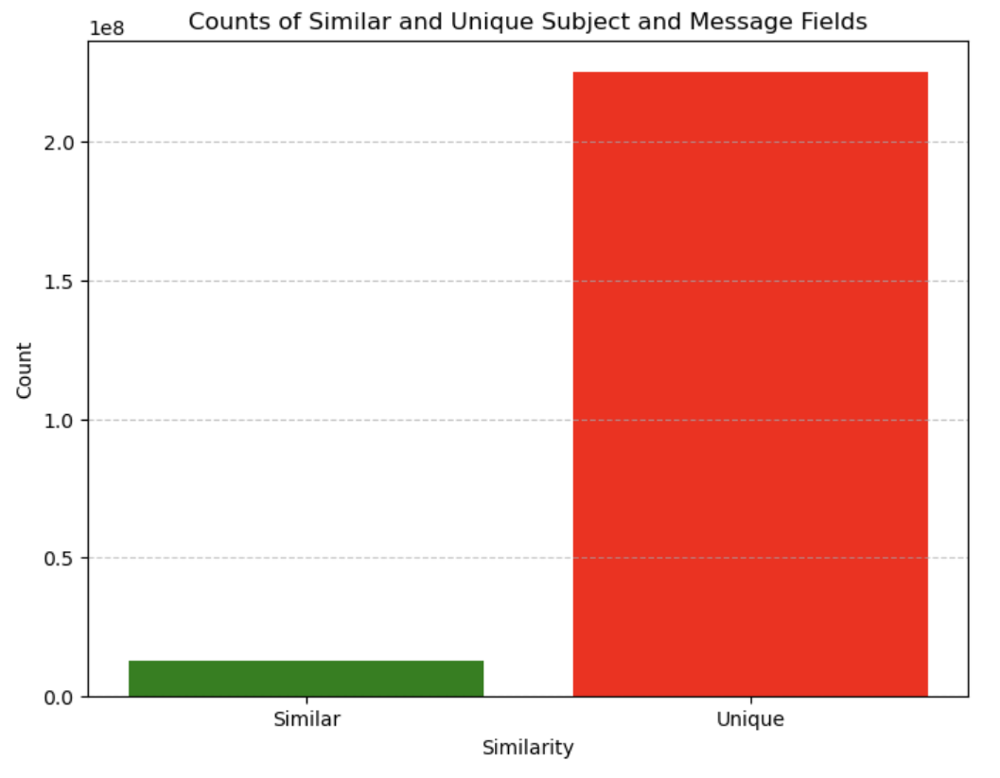 Counts of Similar and Unique Subject and Message Fields
1e8
2.0
1.5
1.0
0.5
0.0
Count
Similar
Unique
Similarity